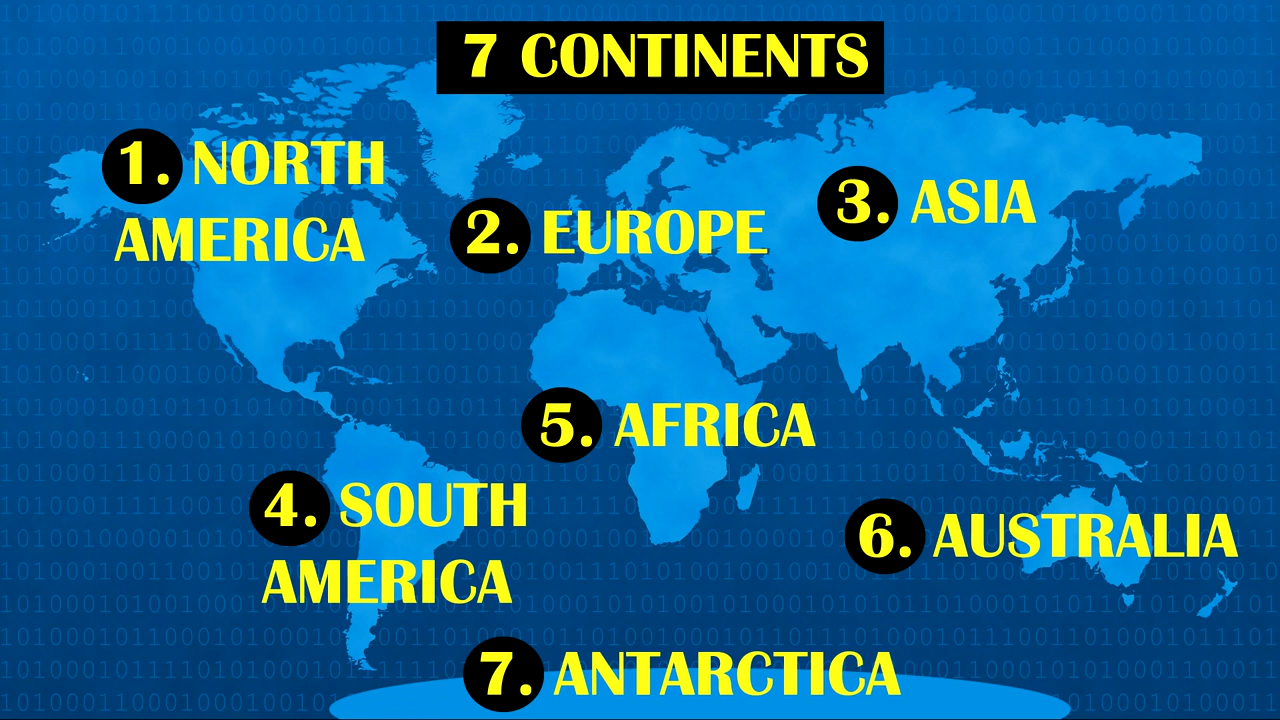 7 CONTINENTS
1. NORTH
AMERICA
2. EUROPE
3. ASIA
4. SOUTH
AMERICA
5. AFRICA
6. AUSTRALIA
7. ANTARCTICA